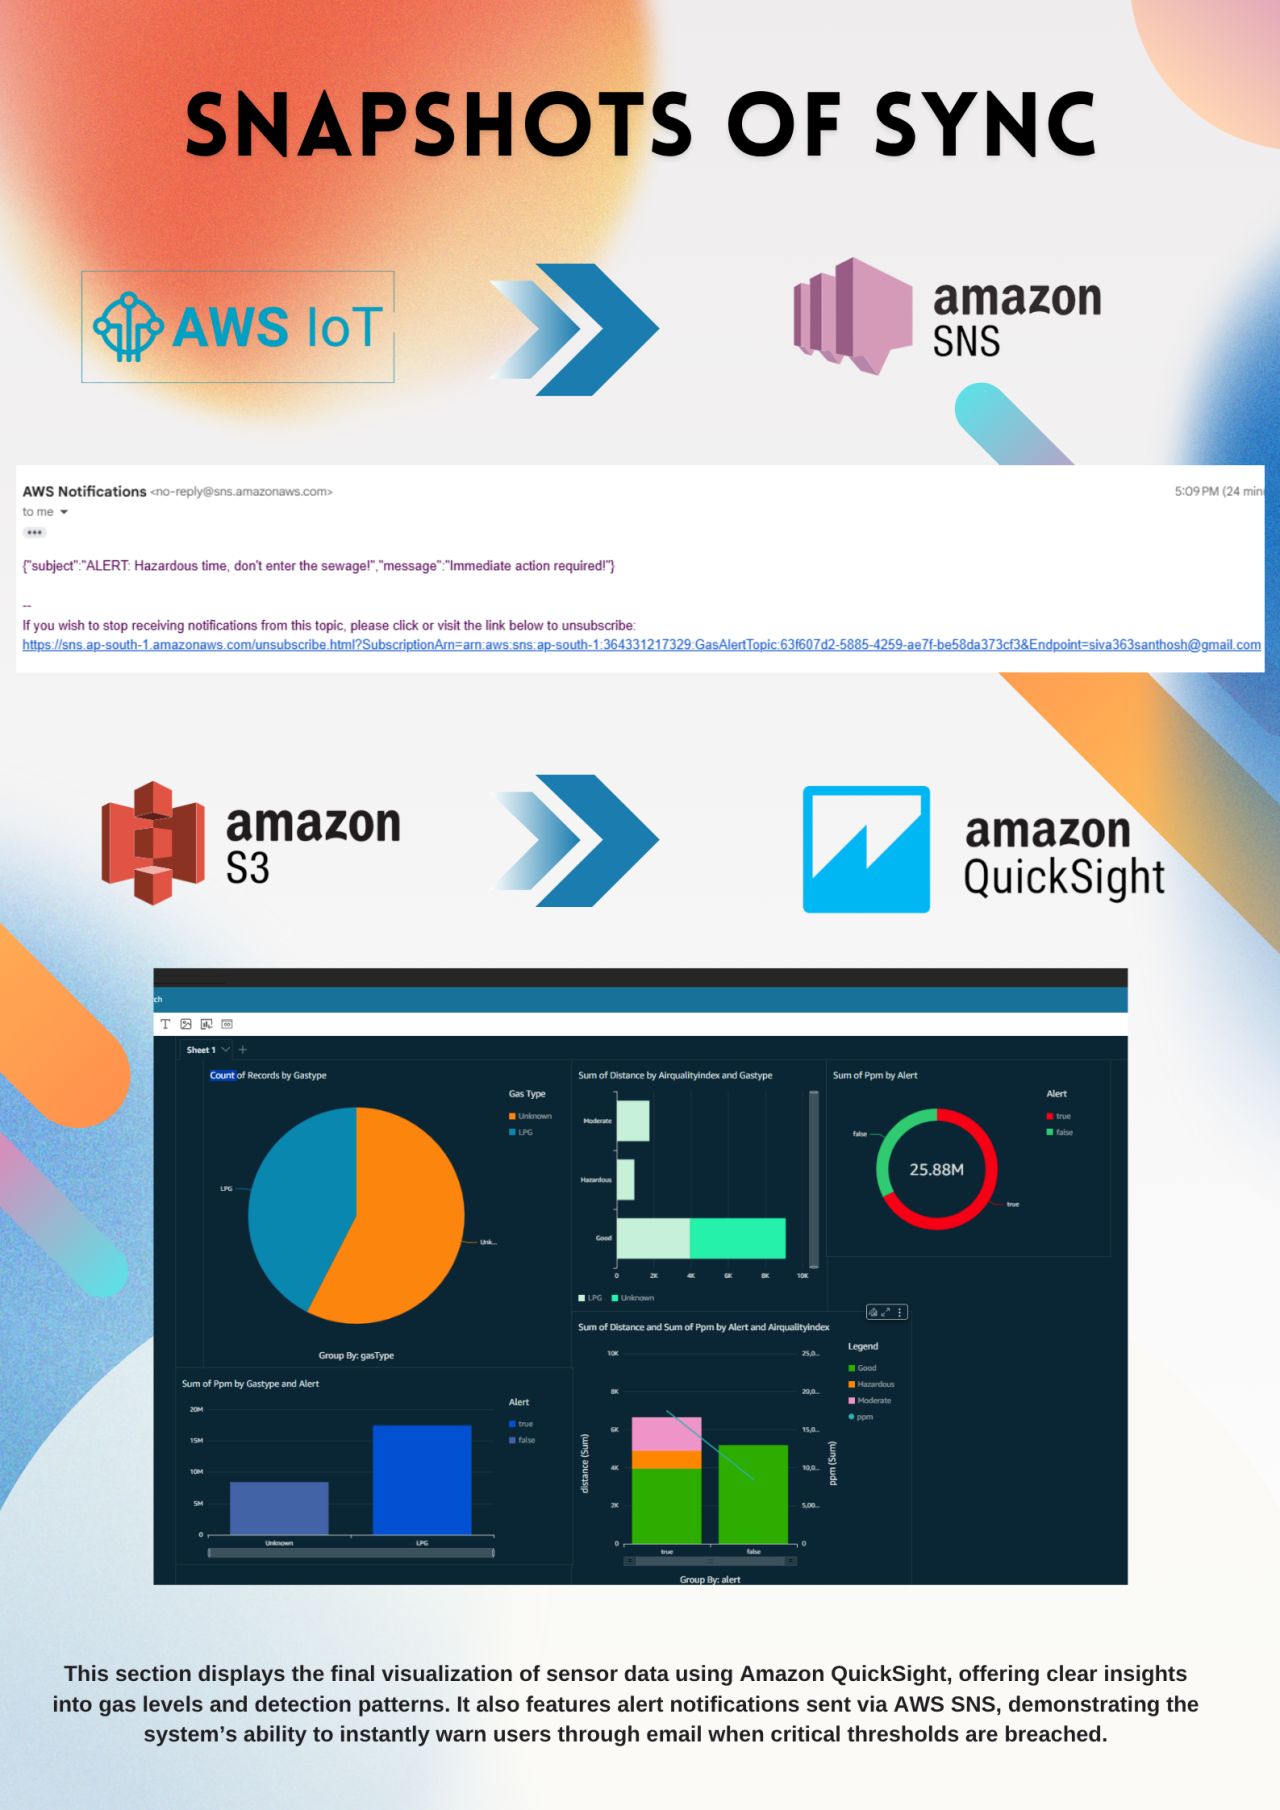 SNAPSHOTS OF SYNC
AWS IoT
amazon
SNS
AWS Notifications <no-reply@sns.amazonaws.com>
5:09 PM (24 min
to me
{"subject":"ALERT: Hazardous time, don't enter the sewage!","message":"Immediate action required!"}
--
If you wish to stop receiving notifications from this topic, please click or visit the link below to unsubscribe:
https://sns.ap-south-1.amazonaws.com/unsubscribe.html?SubscriptionArn=arn:aws:sns:ap-south-1:364331217329:GasAlertTopic:63f607d2-5885-4259-ae7f-be58da373cf3&Endpoint=siva363santhosh@gmail.com
amazon
S3
amazon
QuickSight
ch
Sheet 1
Count of Records by Gastype
Gas Type
Unknown
LPG
LPG
Unk...
Group By: gasType
Sum of Distance by Airqualityindex and Gastype
Moderate
Hazardous
Good
0 2K 4K 6K 8K 10K
LPG Unknown
Sum of Ppm by Alert
Alert
true
false
false
25.88M
true
Sum of Ppm by Gastype and Alert
Alert
true
false
20M
15M
10M
5M
0
Unknown LPG
Sum of Distance and Sum of Ppm by Alert and Airqualityindex
Legend
Good
Hazardous
Moderate
ppm
10K
8K
6K
4K
2K
0
distance (Sum)
25,0...
20,0...
15,0...
10,0...
5,00...
0
ppm (Sum)
true false
Group By: alert
This section displays the final visualization of sensor data using Amazon QuickSight, offering clear insights
into gas levels and detection patterns. It also features alert notifications sent via AWS SNS, demonstrating the
system’s ability to instantly warn users through email when critical thresholds are breached.